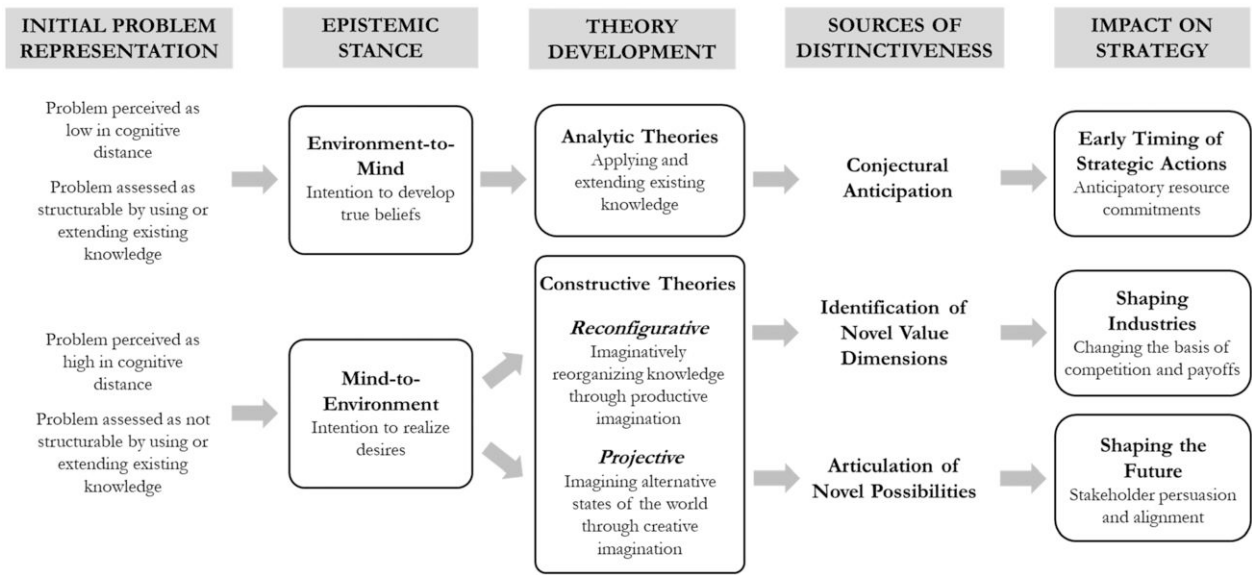 INITIAL PROBLEM
REPRESENTATION
EPISTEMIC
STANCE
THEORY
DEVELOPMENT
SOURCES OF
DISTINCTIVENESS
IMPACT ON
STRATEGY
Problem perceived as
low in cognitive
distance
Problem assessed as
structurable by using or
extending existing
knowledge
Environment-to-
Mind
Intention to develop
true beliefs
Analytic Theories
Applying and
extending existing
knowledge
Conjectural
Anticipation
Early Timing of
Strategic Actions
Anticipatory resource
commitments
Problem perceived as
high in cognitive
distance
Problem assessed as not
structurable by using or
extending existing
knowledge
Mind-to-
Environment
Intention to realize
desires
Constructive Theories
Reconfigurative
Imaginatively
reorganizing knowledge
through productive
imagination
Projective
Imagining alternative
states of the world
through creative
imagination
Identification of
Novel Value
Dimensions
Shaping
Industries
Changing the basis of
competition and payoffs
Articulation of
Novel Possibilities
Shaping the
Future
Stakeholder persuasion
and alignment